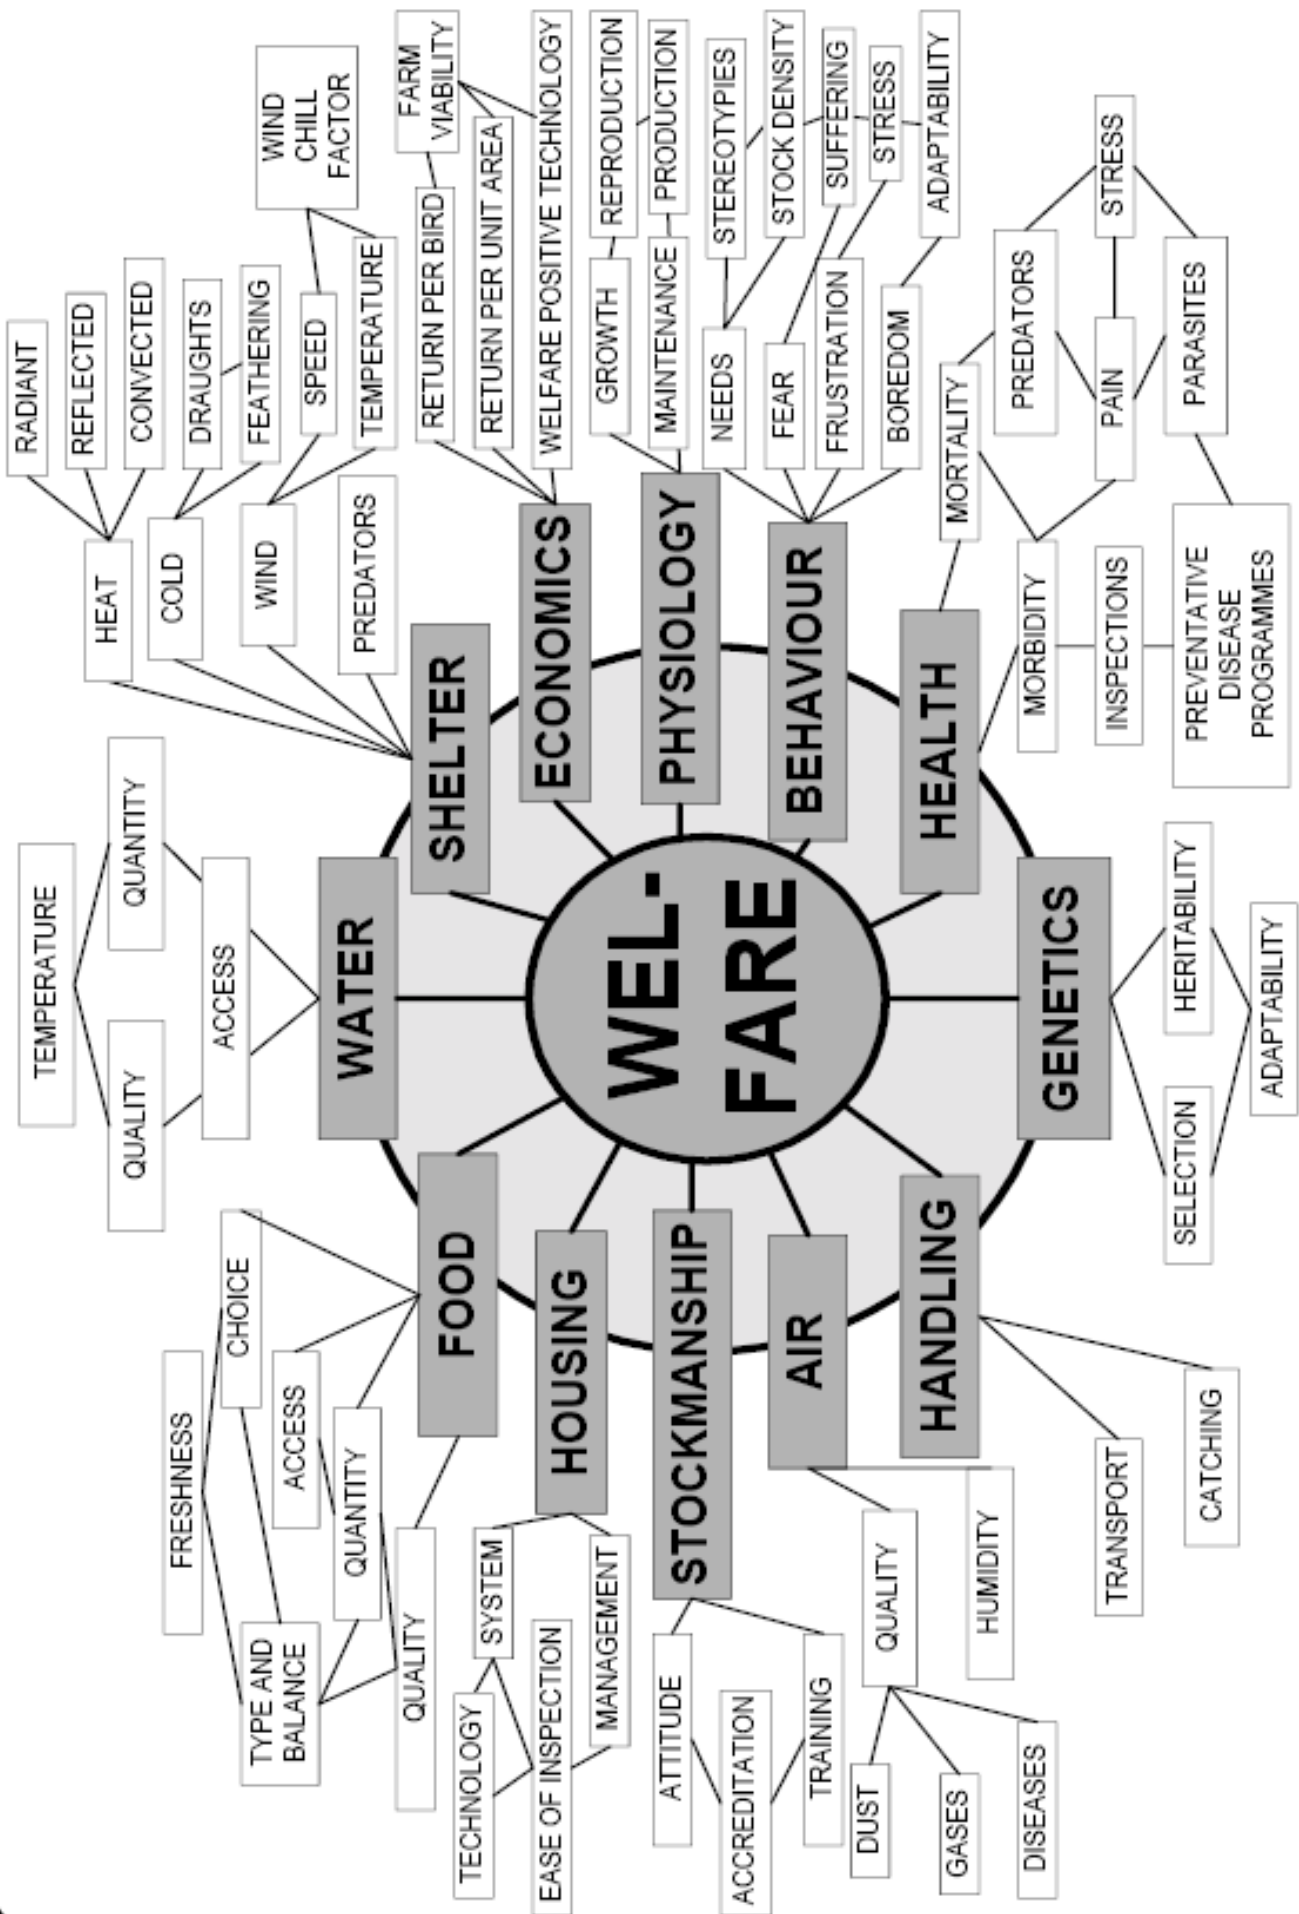 RADIANT
REFLECTED
CONVECTED
HEAT
DRAUGHTS
FEATHERING
COLD
WIND
CHILL
FACTOR
SPEED
TEMPERATURE
WIND
PREDATORS
SHELTER
FARM
VIABILITY
RETURN PER BIRD
RETURN PER UNIT AREA
WELFARE POSITIVE TECHNOLOGY
ECONOMICS
REPRODUCTION
PRODUCTION
GROWTH
MAINTENANCE
PHYSIOLOGY
STEREOTYPIES
STOCK DENSITY
SUFFERING
STRESS
ADAPTABILITY
NEEDS
FEAR
FRUSTRATION
BOREDOM
BEHAVIOUR
MORTALITY
PREDATORS
STRESS
PAIN
PARASITES
MORBIDITY
INSPECTIONS
PREVENTATIVE
DISEASE
PROGRAMMES
HEALTH
TEMPERATURE
QUANTITY
QUALITY
ACCESS
WATER
WEL-
FARE
GENETICS
HERITABILITY
SELECTION
ADAPTABILITY
FRESHNESS
CHOICE
ACCESS
QUANTITY
TYPE AND
BALANCE
QUALITY
FOOD
HOUSING
SYSTEM
MANAGEMENT
TECHNOLOGY
EASE OF INSPECTION
STOCKMANSHIP
ATTITUDE
ACCREDITATION
TRAINING
AIR
QUALITY
HUMIDITY
DUST
GASES
DISEASES
HANDLING
TRANSPORT
CATCHING